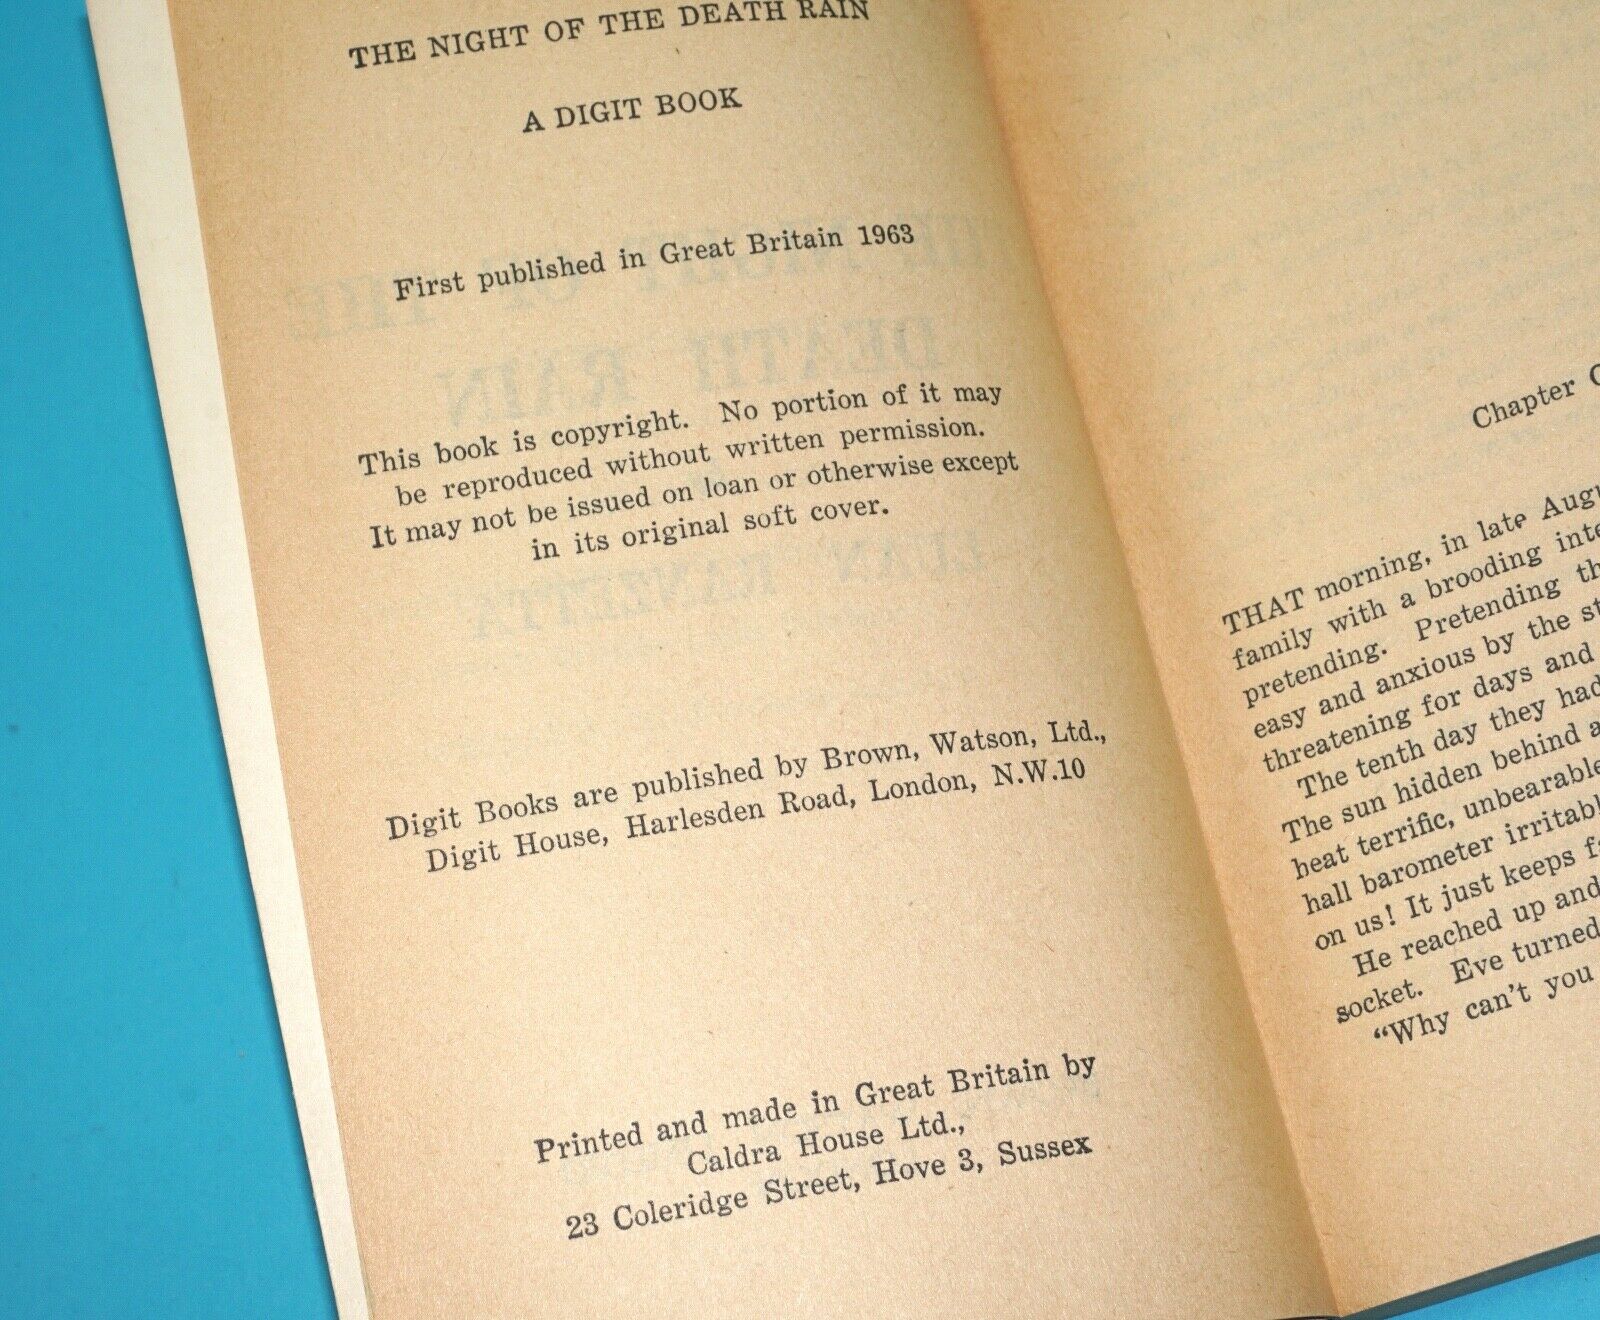 THE NIGHT OF THE DEATH RAIN
A DIGIT BOOK
First published in Great Britain 1963
This book is copyright. No portion of it may
be reproduced without written permission.
It may not be issued on loan or otherwise except
in its original soft cover.
Digit Books are published by Brown, Watson, Ltd.,
Digit House, Harlesden Road, London, N.W.10
Printed and made in Great Britain by
Caldra House Ltd.,
23 Coleridge Street, Hove 3, Sussex
Chapter
THAT morning, in late
family with a brooding
pretending. Pretending
easy and anxious by the
threatening for days and
The tenth day they had
The sun hidden behind
heat terrific, unbearable
hall barometer
on us! It just keeps
He reached up and
socket. Eve turned
"Why can't you